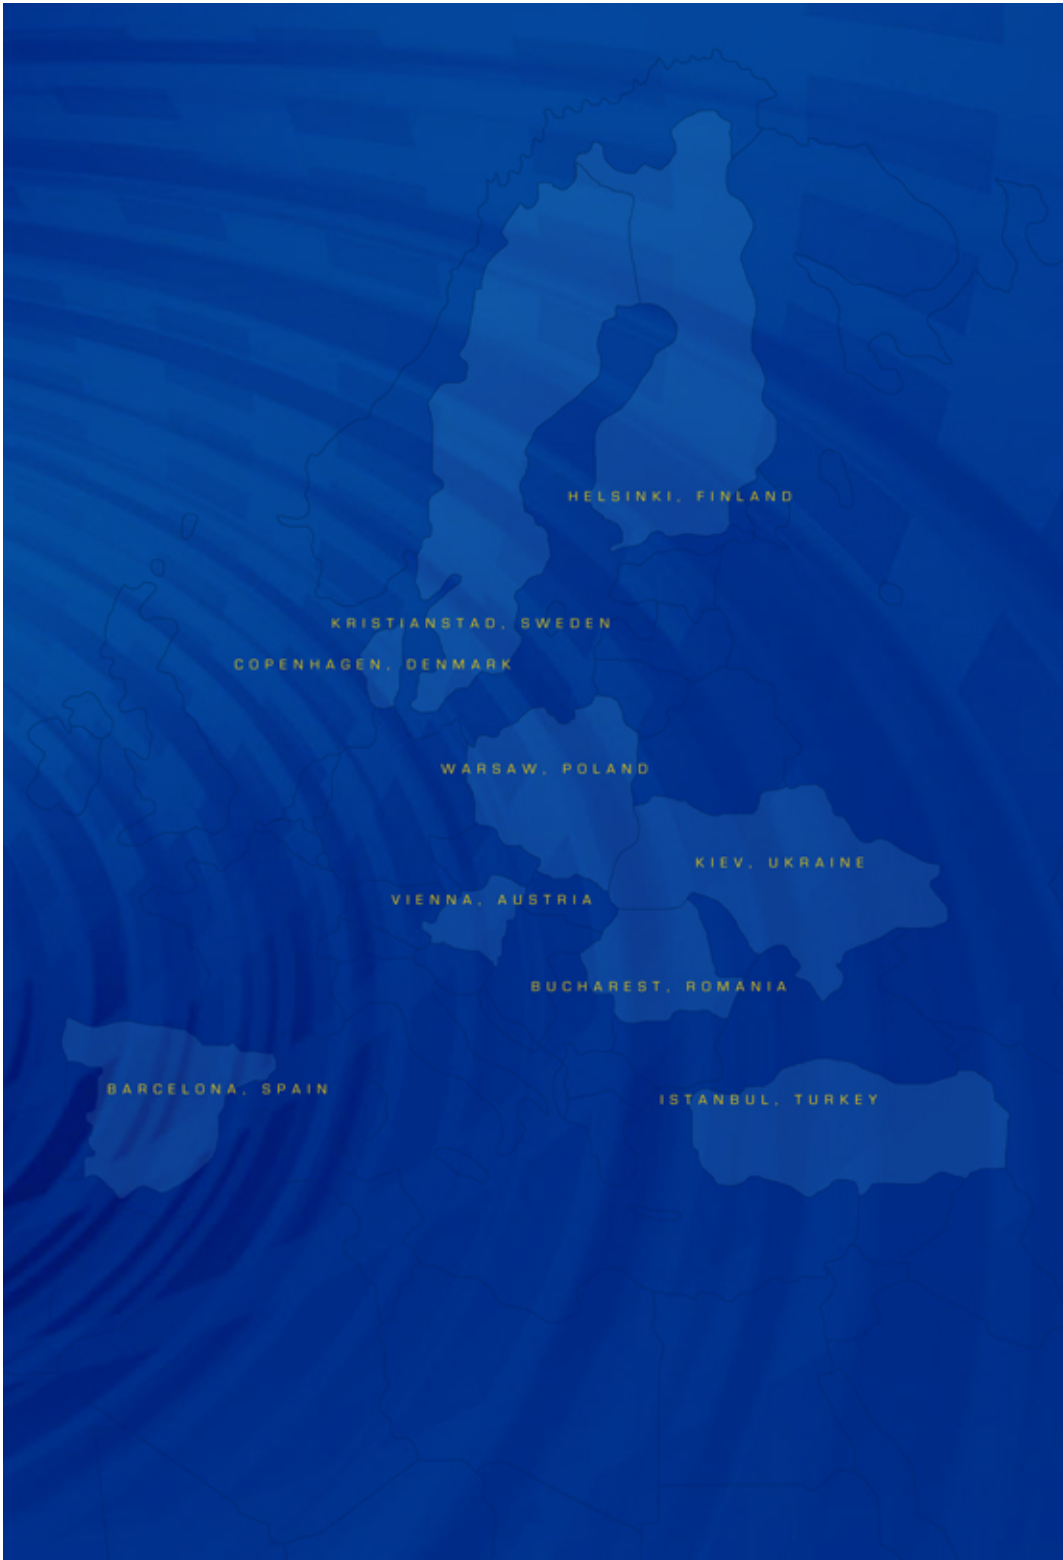 HELSINKI, FINLAND
KRISTIANSTAD, SWEDEN
COPENHAGEN, DENMARK
WARSAW, POLAND
KIEV, UKRAINE
VIENNA, AUSTRIA
BUCHAREST, ROMANIA
BARCELONA, SPAIN
ISTANBUL, TURKEY